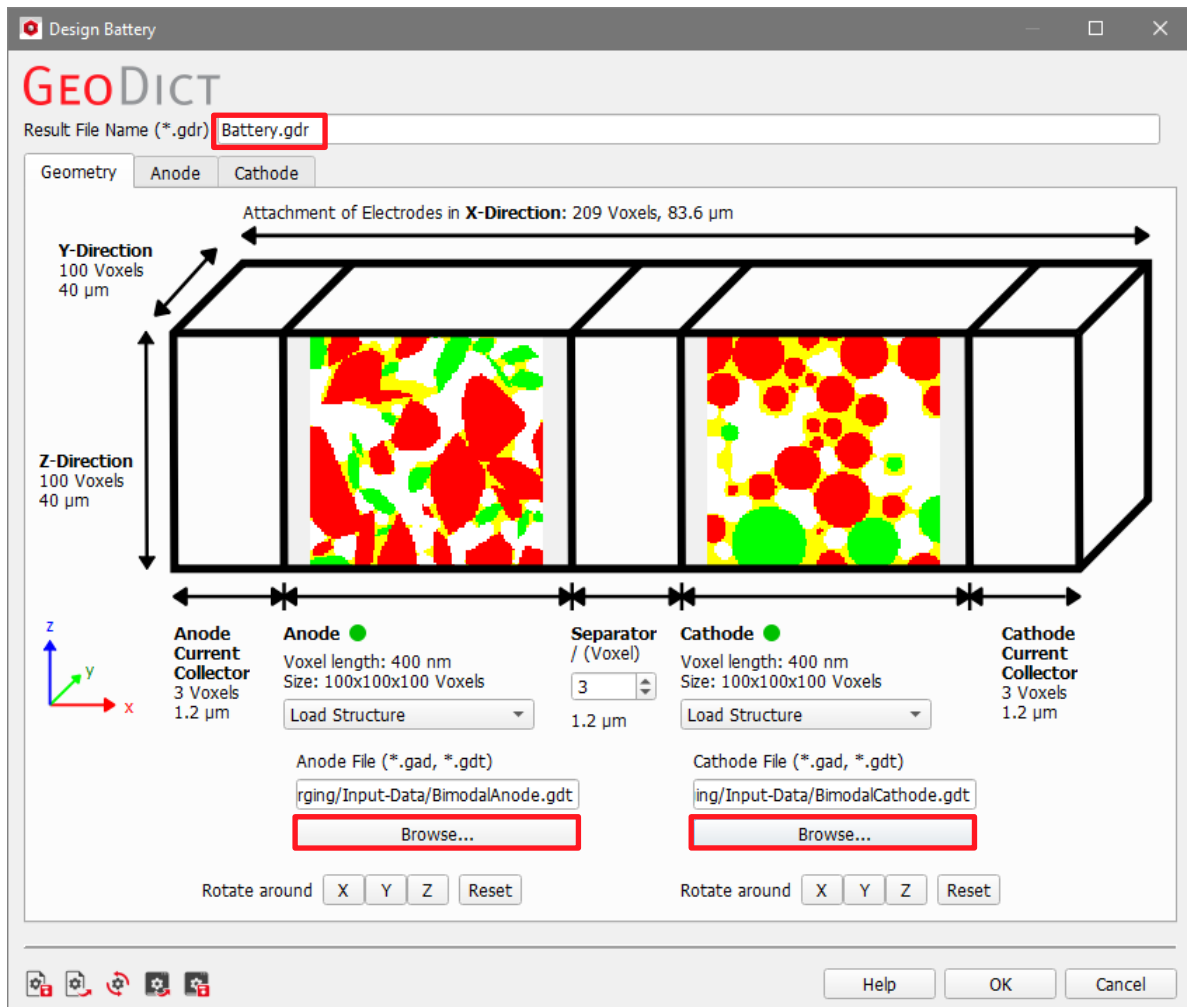 Design Battery
GEODICT
Result File Name (*.gdr) Battery.gdr
Geometry Anode Cathode
Attachment of Electrodes in X-Direction: 209 Voxels, 83.6 µm
Y-Direction
100 Voxels
40 µm
Z-Direction
100 Voxels
40 µm
z
y
x
Anode
Current
Collector
3 Voxels
1.2 µm
Anode
Voxel length: 400 nm
Size: 100x100x100 Voxels
Load Structure
Anode File (*.gad, *.gdt)
rging/Input-Data/BimodalAnode.gdt
Browse...
Rotate around X Y Z Reset
Separator
/ (Voxel)
3
1.2 µm
Cathode
Voxel length: 400 nm
Size: 100x100x100 Voxels
Load Structure
Cathode File (*.gad, *.gdt)
ing/Input-Data/BimodalCathode.gdt
Browse...
Rotate around X Y Z Reset
Cathode
Current
Collector
3 Voxels
1.2 µm
Help OK Cancel